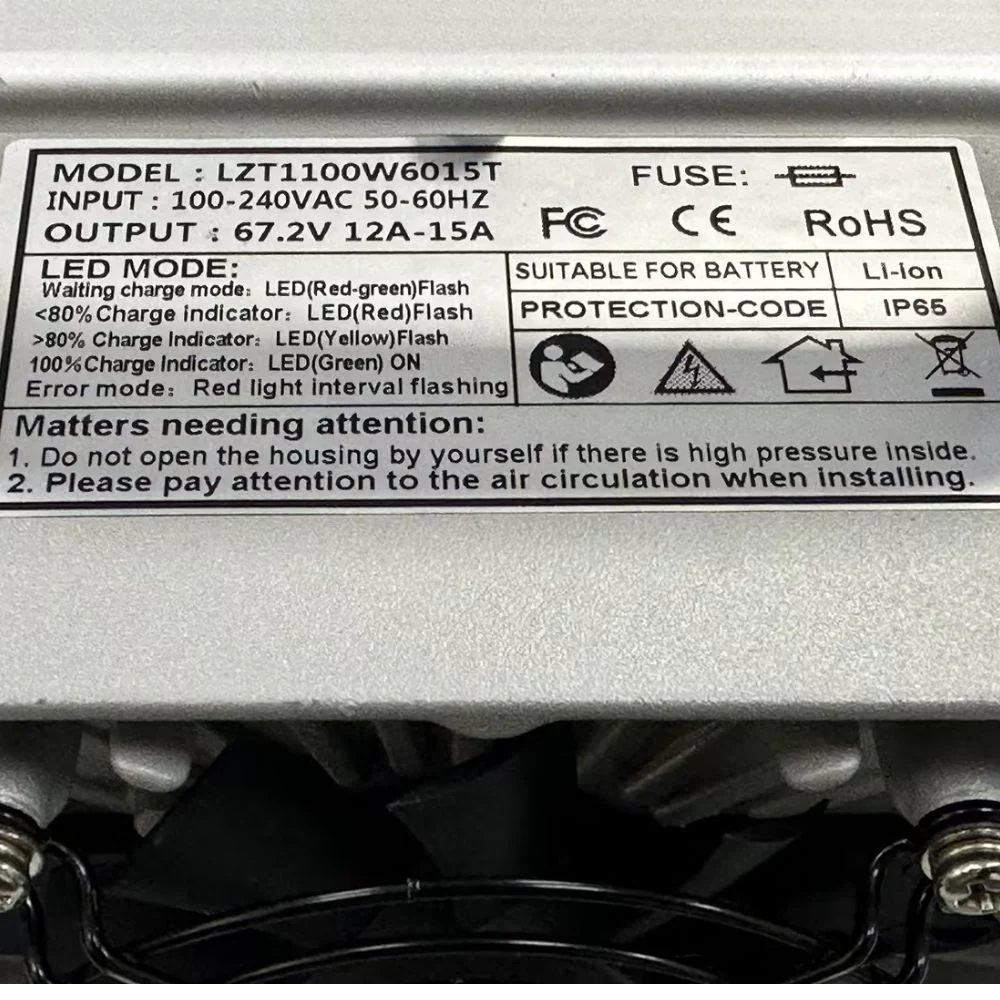 MODEL : LZT1100W6015T
INPUT : 100-240VAC 50-60HZ
OUTPUT : 67.2V 12A-15A
FUSE:
FC CE RoHS
LED MODE:
Waiting charge mode: LED(Red-green)Flash
<80% Charge indicator: LED(Red)Flash
>80% Charge Indicator: LED(Yellow)Flash
100%Charge Indicator: LED(Green) ON
Error mode: Red light interval flashing
SUITABLE FOR BATTERY Li-ion
PROTECTION-CODE IP65
Matters needing attention:
1. Do not open the housing by yourself if there is high pressure inside.
2. Please pay attention to the air circulation when installing.